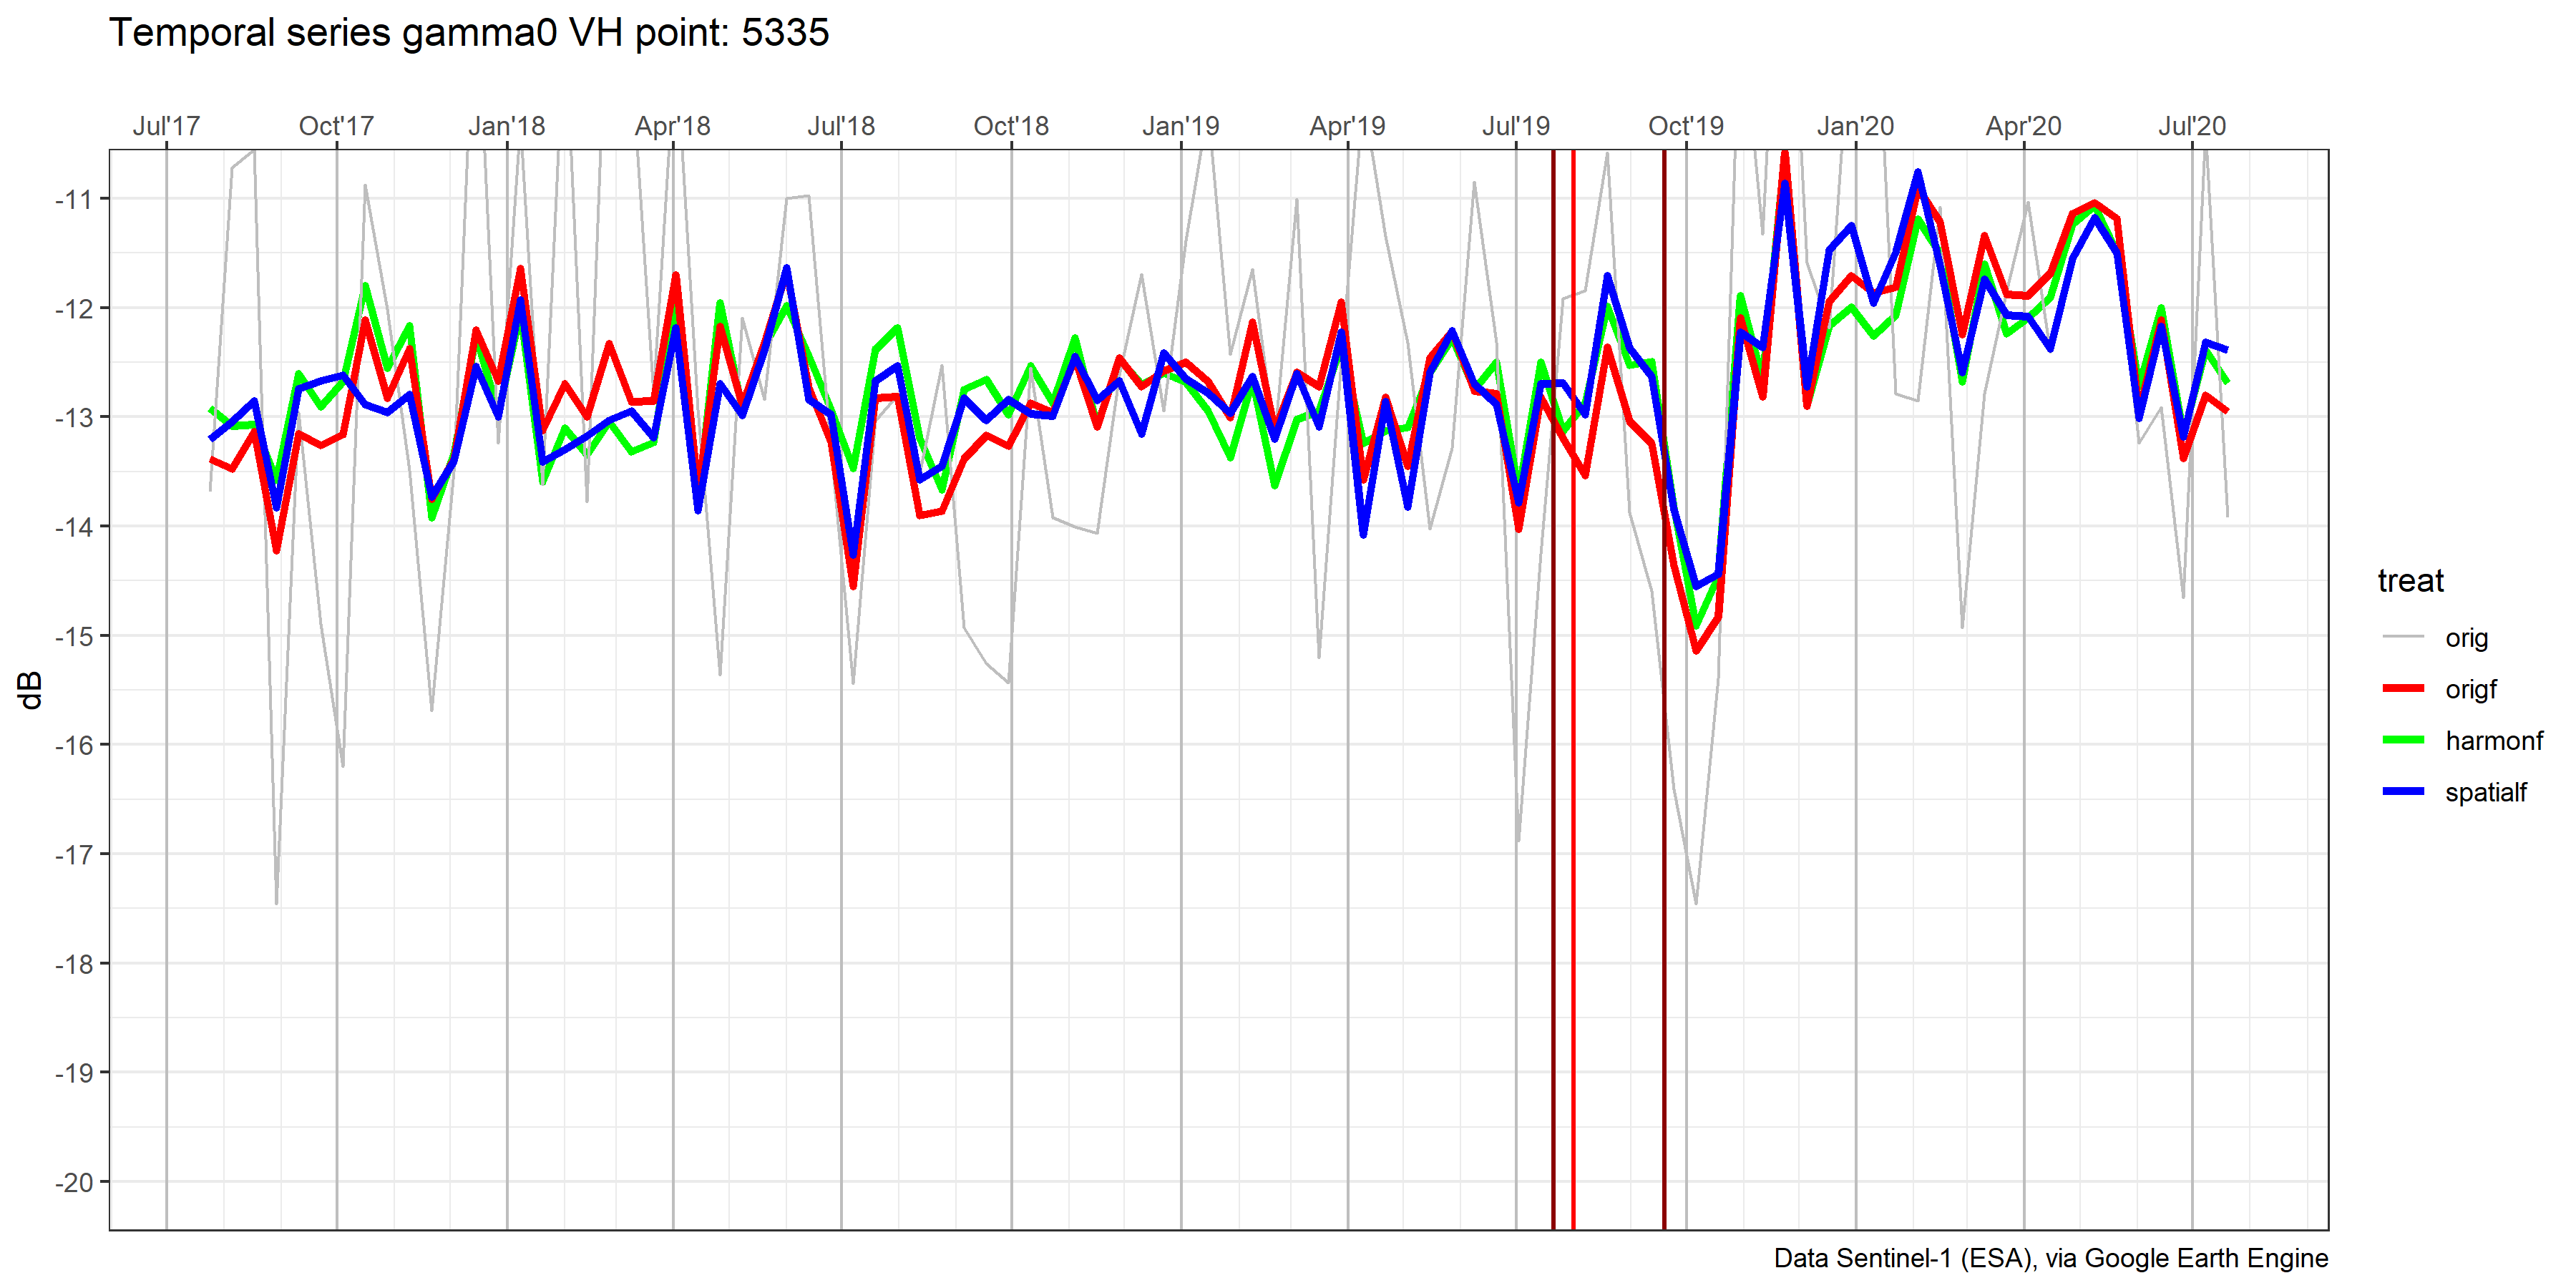 Temporal series gamma0 VH point: 5335
Jul'17 Oct'17 Jan'18 Apr'18 Jul'18 Oct'18 Jan'19 Apr'19 Jul'19 Oct'19 Jan'20 Apr'20 Jul'20
-11
-12
-13
-14
-15
-16
-17
-18
-19
-20
dB
treat
orig
origf
harmonf
spatialf
Data Sentinel-1 (ESA), via Google Earth Engine